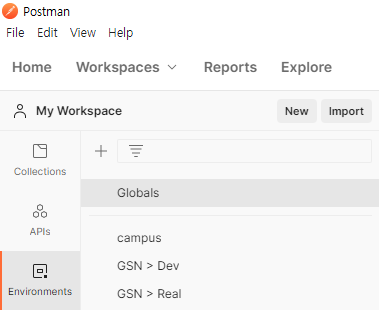 Postman
File Edit View Help
Home Workspaces Reports Explore
My Workspace New Import
Collections
APIs
Environments
Globals
campus
GSN > Dev
GSN > Real